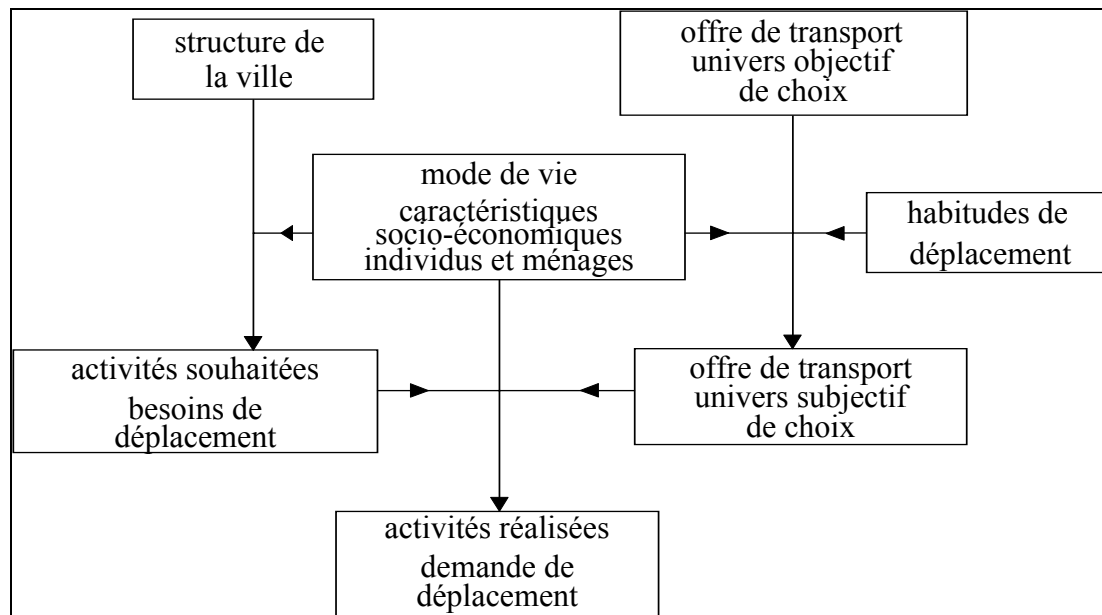 structure de
la ville
offre de transport
univers objectif
de choix
mode de vie
caractéristiques
socio-économiques
individus et ménages
habitudes de
déplacement
activités souhaitées
besoins de
déplacement
offre de transport
univers subjectif
de choix
activités réalisées
demande de
déplacement